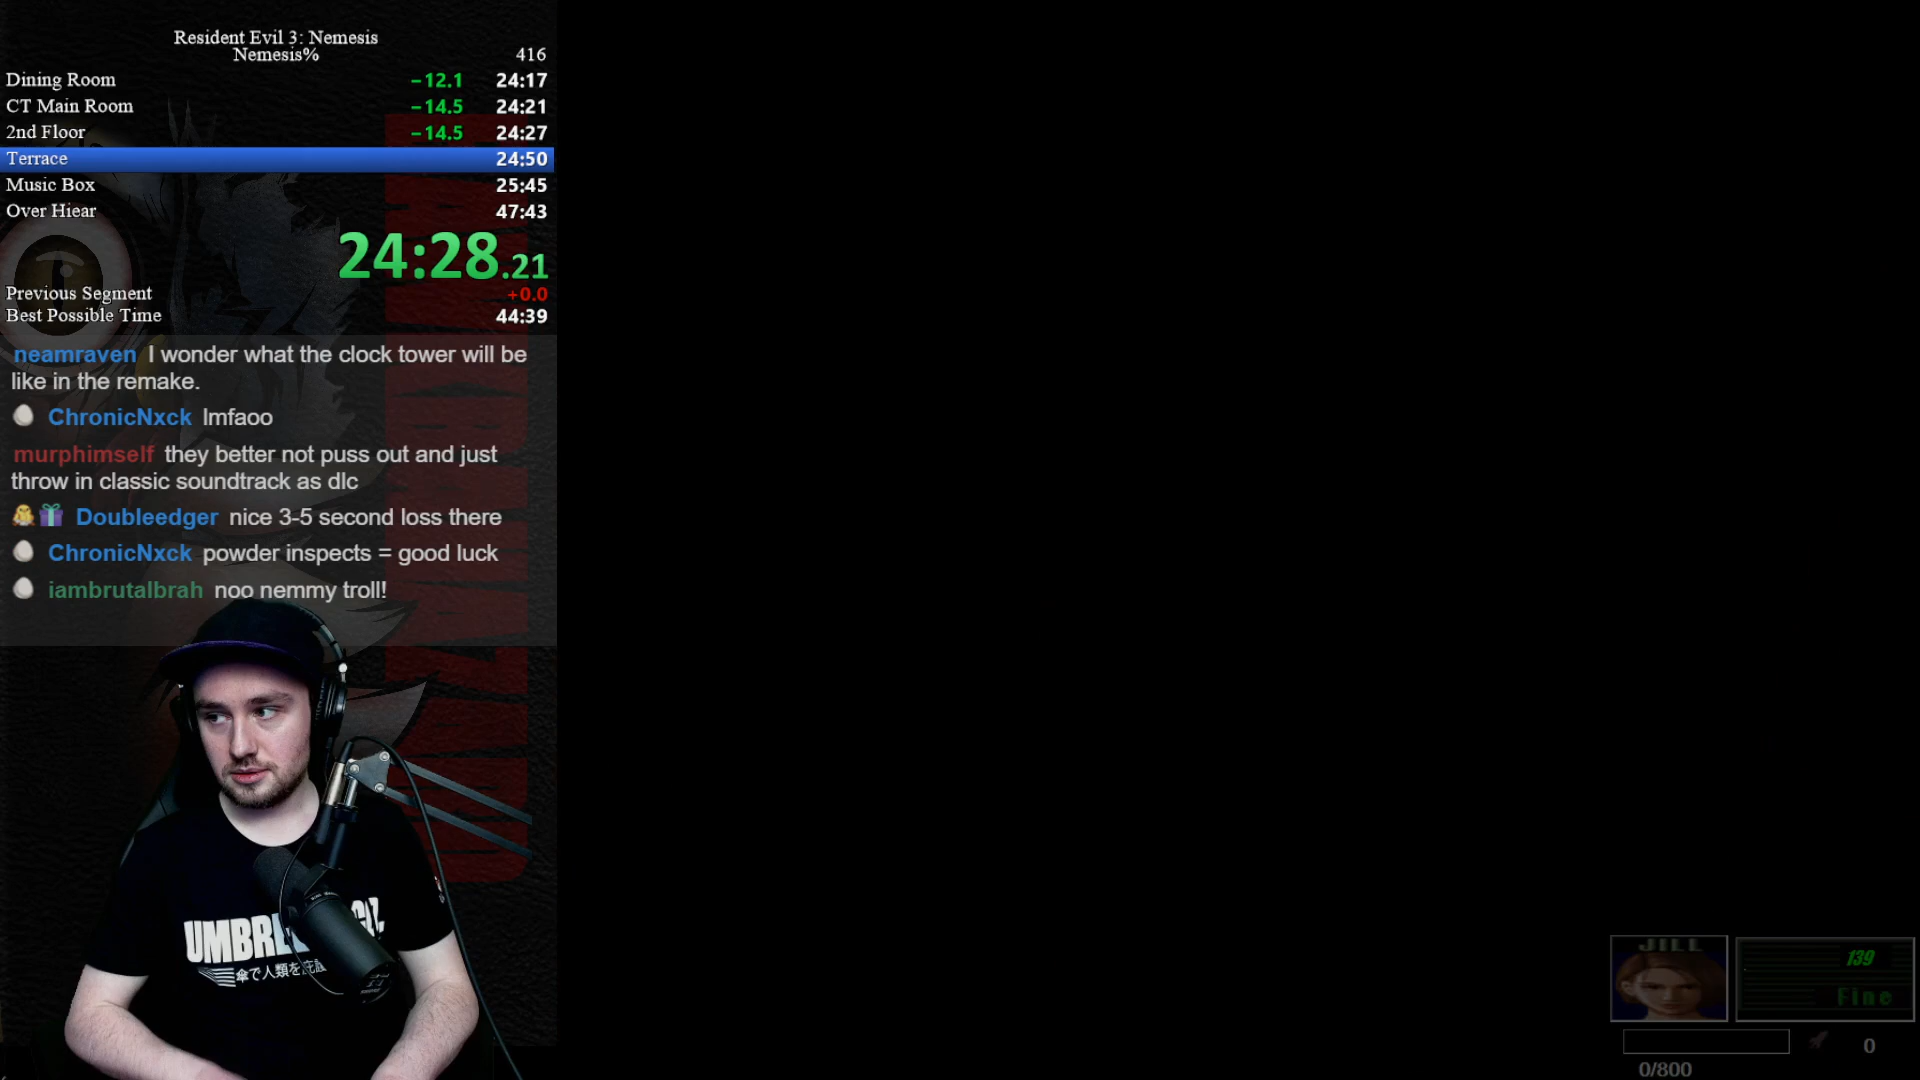 Resident Evil 3: Nemesis
Nemesis%
416
Dining Room −12.1 24:17
CT Main Room −14.5 24:21
2nd Floor −14.5 24:27
Terrace 24:50
Music Box 25:45
Over Hiear 47:43
24:28.21
Previous Segment +0.0
Best Possible Time 44:39
neamraven I wonder what the clock tower will be
like in the remake.
ChronicNxck lmfaoo
murphimself they better not puss out and just
throw in classic soundtrack as dlc
Doubleedger nice 3-5 second loss there
ChronicNxck powder inspects = good luck
iambrutalbrah noo nemmy troll!
JILL
139
Fine
0
0/800